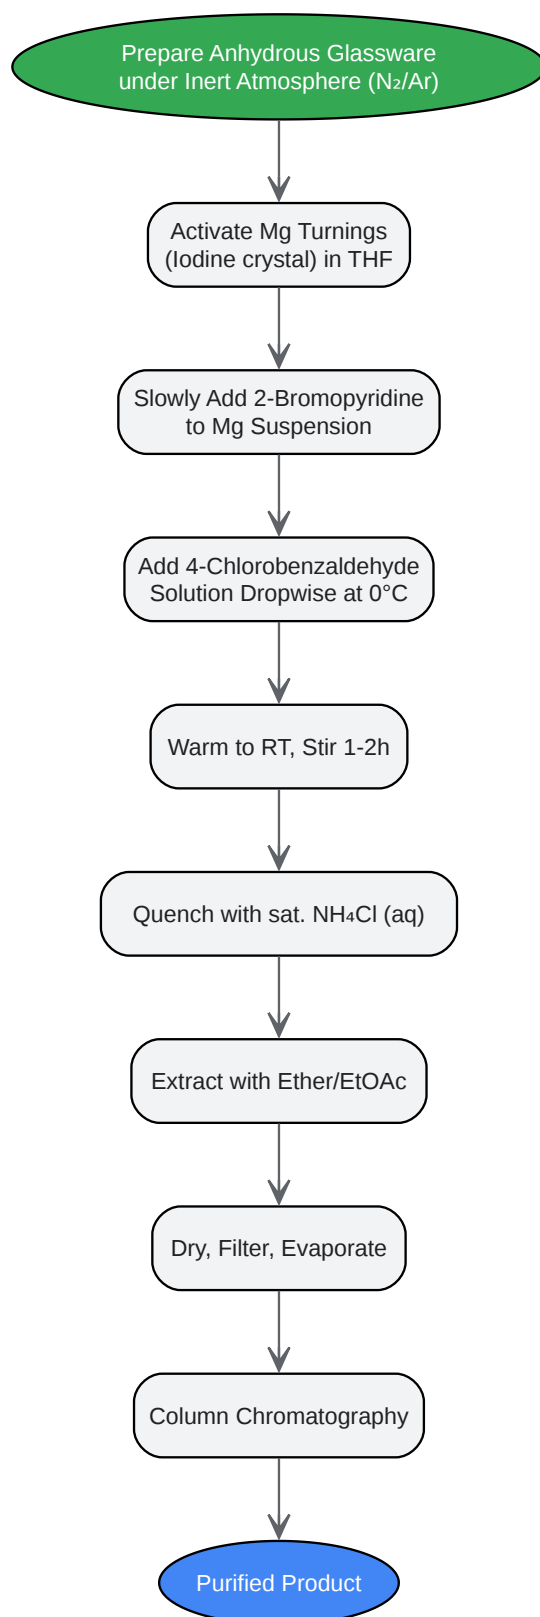 Prepare Anhydrous Glassware
under Inert Atmosphere (N₂/Ar)
Activate Mg Turnings
(Iodine crystal) in THF
Slowly Add 2-Bromopyridine
to Mg Suspension
Add 4-Chlorobenzaldehyde
Solution Dropwise at 0°C
Warm to RT, Stir 1-2h
Quench with sat. NH₄Cl (aq)
Extract with Ether/EtOAc
Dry, Filter, Evaporate
Column Chromatography
Purified Product